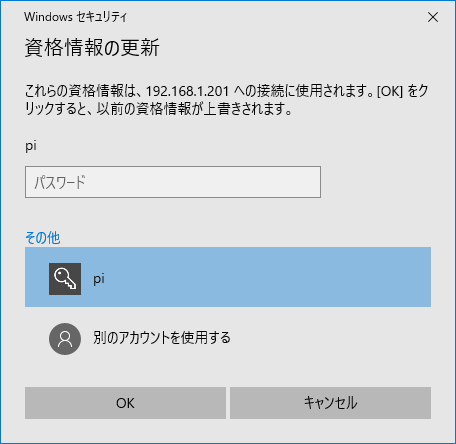 Windows セキュリティ
資格情報の更新
これらの資格情報は、192.168.1.201 への接続に使用されます。[OK] をク
リックすると、以前の資格情報が上書きされます。
pi
パスワード
その他
pi
別のアカウントを使用する
OK
キャンセル